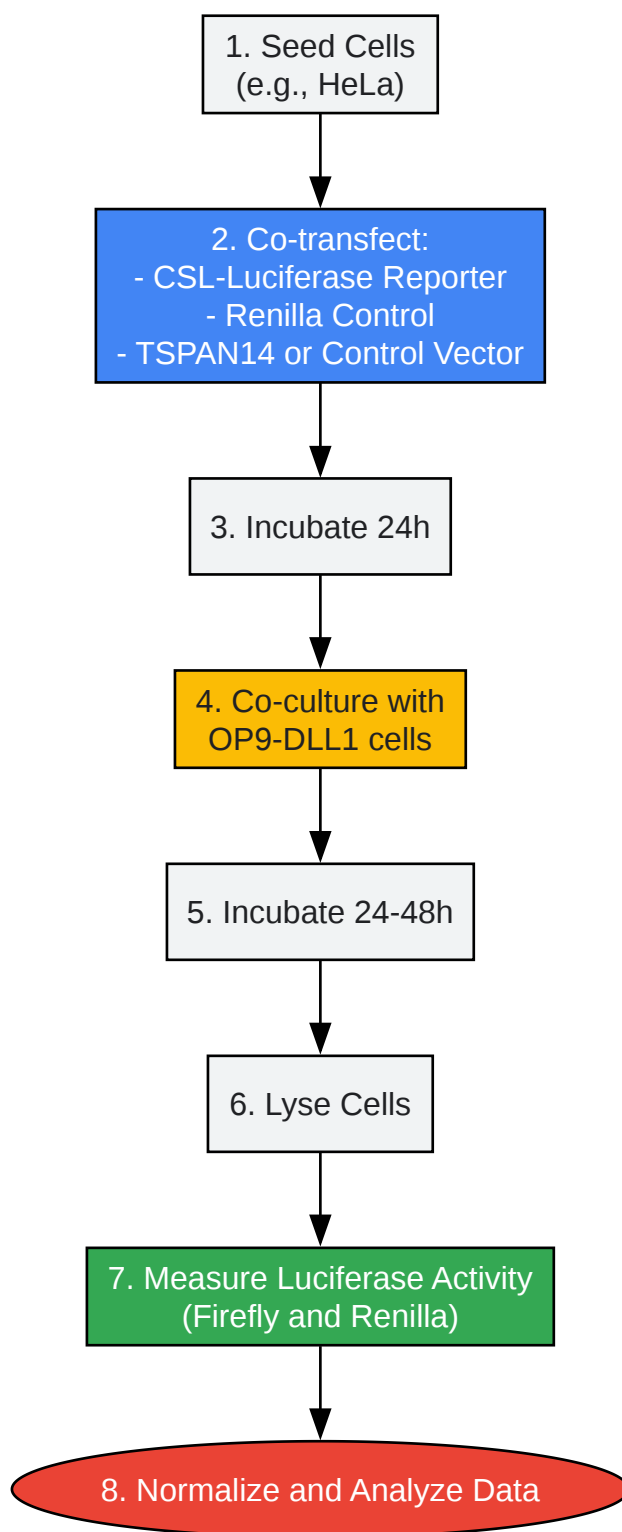 1. Seed Cells
(e.g., HeLa)
2. Co-transfect:
- CSL-Luciferase Reporter
- Renilla Control
- TSPAN14 or Control Vector
3. Incubate 24h
4. Co-culture with
OP9-DLL1 cells
5. Incubate 24-48h
6. Lyse Cells
7. Measure Luciferase Activity
(Firefly and Renilla)
8. Normalize and Analyze Data